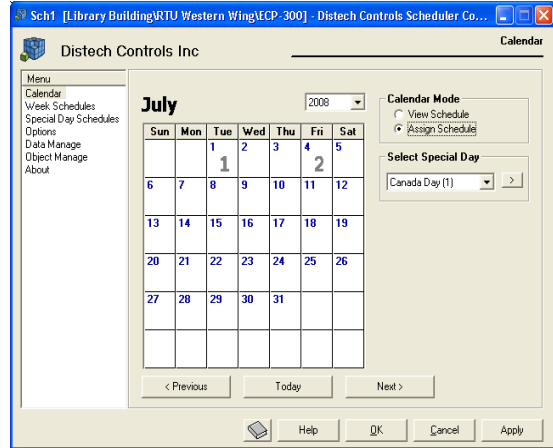 Sch1 [Library Building\RTU Western Wing\ECP-300] - Distech Controls Scheduler Co...
Distech Controls Inc
Calendar
Menu
Calendar
Week Schedules
Special Day Schedules
Options
Data Manage
Object Manage
About
July
2008
Sun Mon Tue Wed Thu Fri Sat
1 2 3 4 5
1 2
6 7 8 9 10 11 12
13 14 15 16 17 18 19
20 21 22 23 24 25 26
27 28 29 30 31
< Previous
Today
Next >
Calendar Mode
View Schedule
Assign Schedule
Select Special Day
Canada Day (1)
>
Help
OK
Cancel
Apply